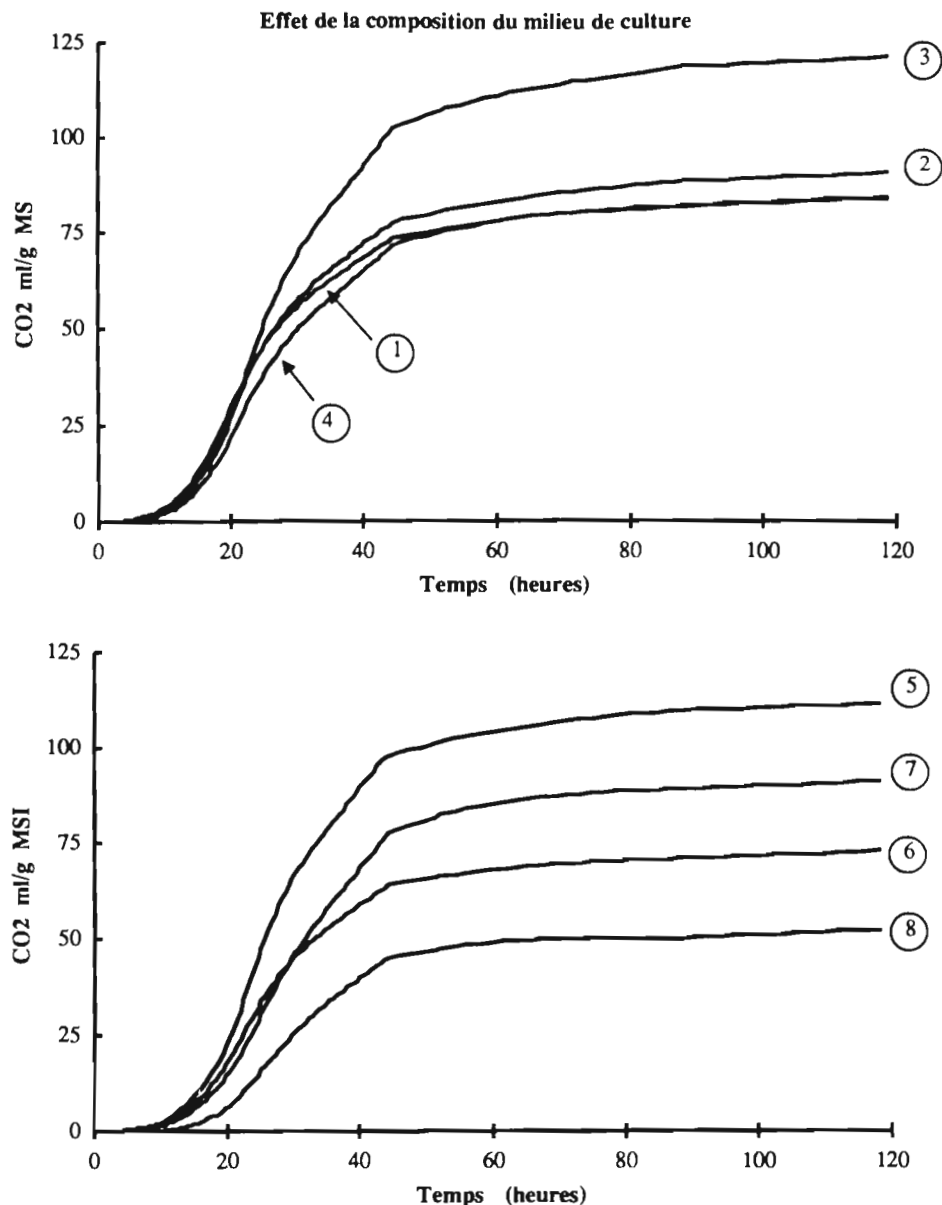 Effet de la composition du milieu de culture
125
100
75
50
25
0
CO2 ml/g MS
3
2
1
4
0 20 40 60 80 100 120
Temps (heures)
125
100
75
50
25
0
CO2 ml/g MSI
5
7
6
8
0 20 40 60 80 100 120
Temps (heures)